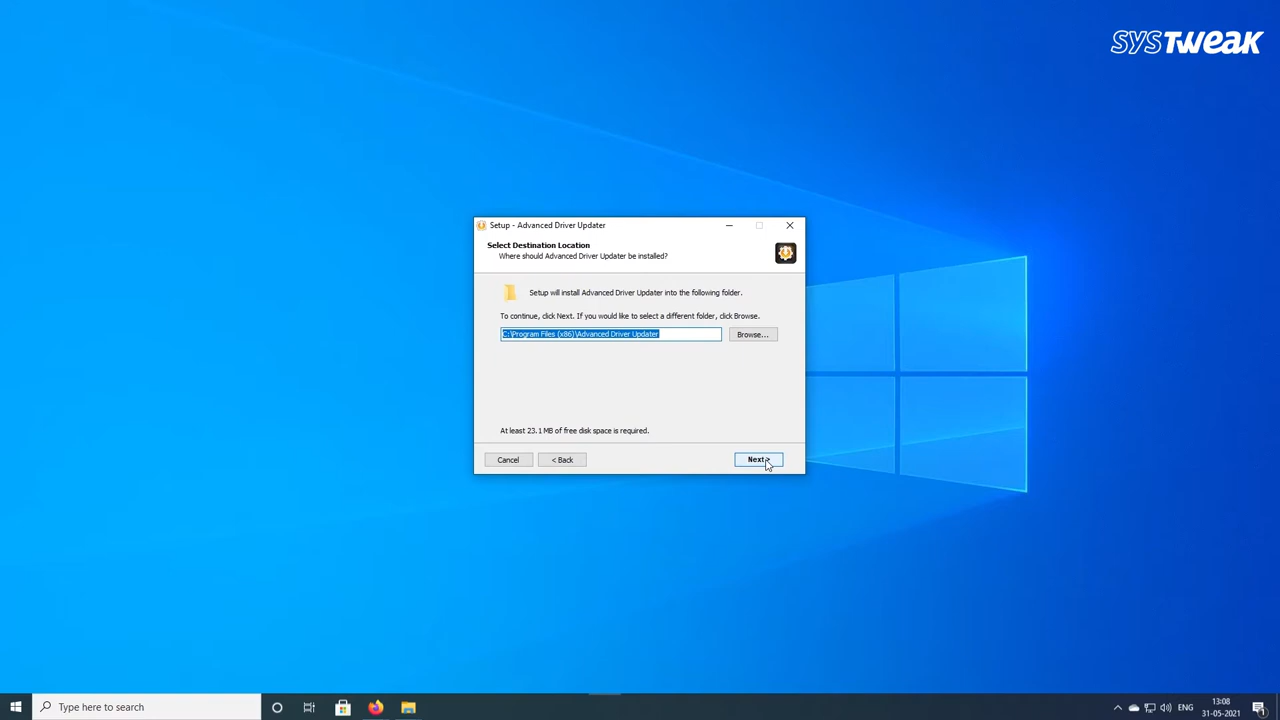 SYSTWEAK
Setup - Advanced Driver Updater
Select Destination Location
Where should Advanced Driver Updater be installed?
Setup will install Advanced Driver Updater into the following folder.
To continue, click Next. If you would like to select a different folder, click Browse.
C:\Program Files (x86)\Advanced Driver Updater
Browse...
At least 23.1 MB of free disk space is required.
Cancel
< Back
Next >
Type here to search
ENG
13:08
31-05-2021
1